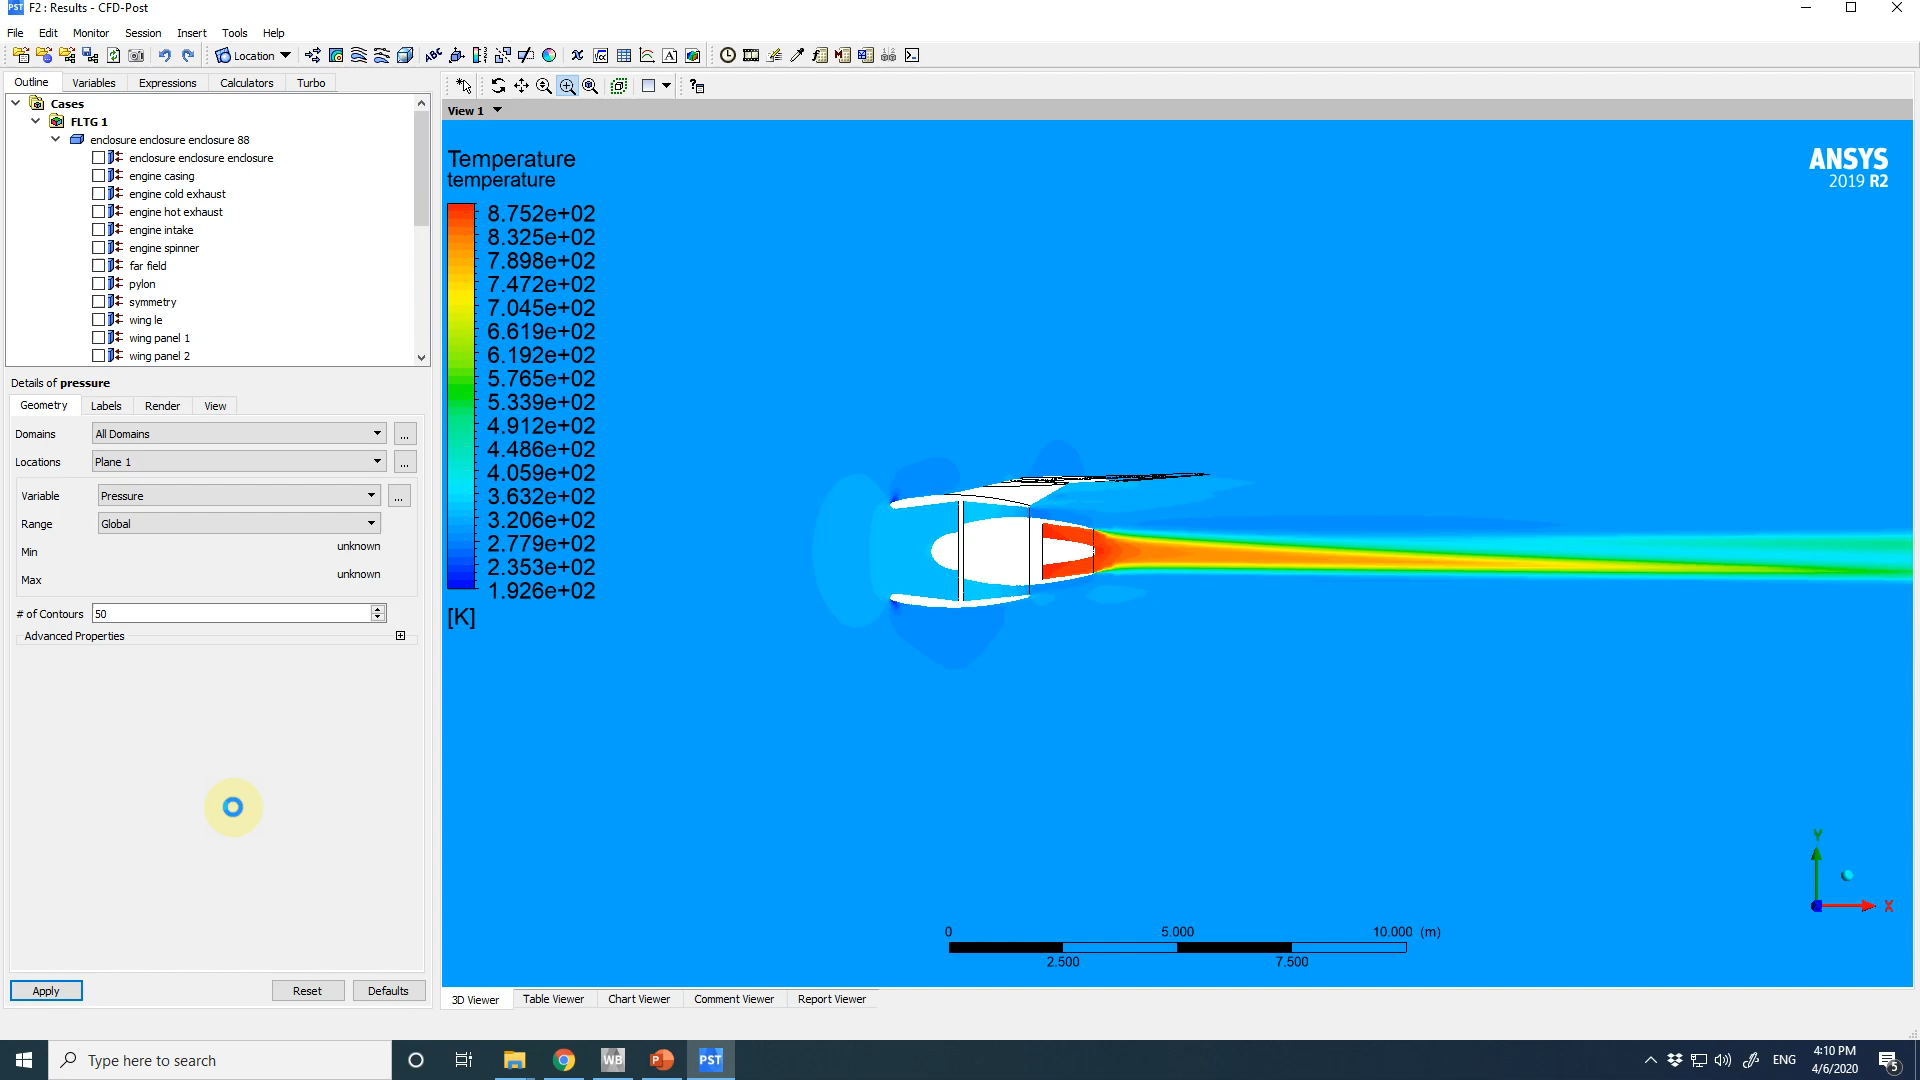 PST F2 : Results - CFD-Post
File Edit Monitor Session Insert Tools Help
Location
Outline Variables Expressions Calculators Turbo
Cases
FLTG 1
enclosure enclosure enclosure 88
enclosure enclosure enclosure
engine casing
engine cold exhaust
engine hot exhaust
engine intake
engine spinner
far field
pylon
symmetry
wing le
wing panel 1
wing panel 2
Details of pressure
Geometry Labels Render View
Domains All Domains ...
Locations Plane 1 ...
Variable Pressure ...
Range Global
Min unknown
Max unknown
# of Contours 50
Advanced Properties
Apply Reset Defaults
View 1
Temperature
temperature
8.752e+02
8.325e+02
7.898e+02
7.472e+02
7.045e+02
6.619e+02
6.192e+02
5.765e+02
5.339e+02
4.912e+02
4.486e+02
4.059e+02
3.632e+02
3.206e+02
2.779e+02
2.353e+02
1.926e+02
[K]
ANSYS
2019 R2
Y
X
0 5.000 10.000 (m)
2.500 7.500
3D Viewer Table Viewer Chart Viewer Comment Viewer Report Viewer
Type here to search
WB
P
PST
ENG
4:10 PM
4/6/2020
5